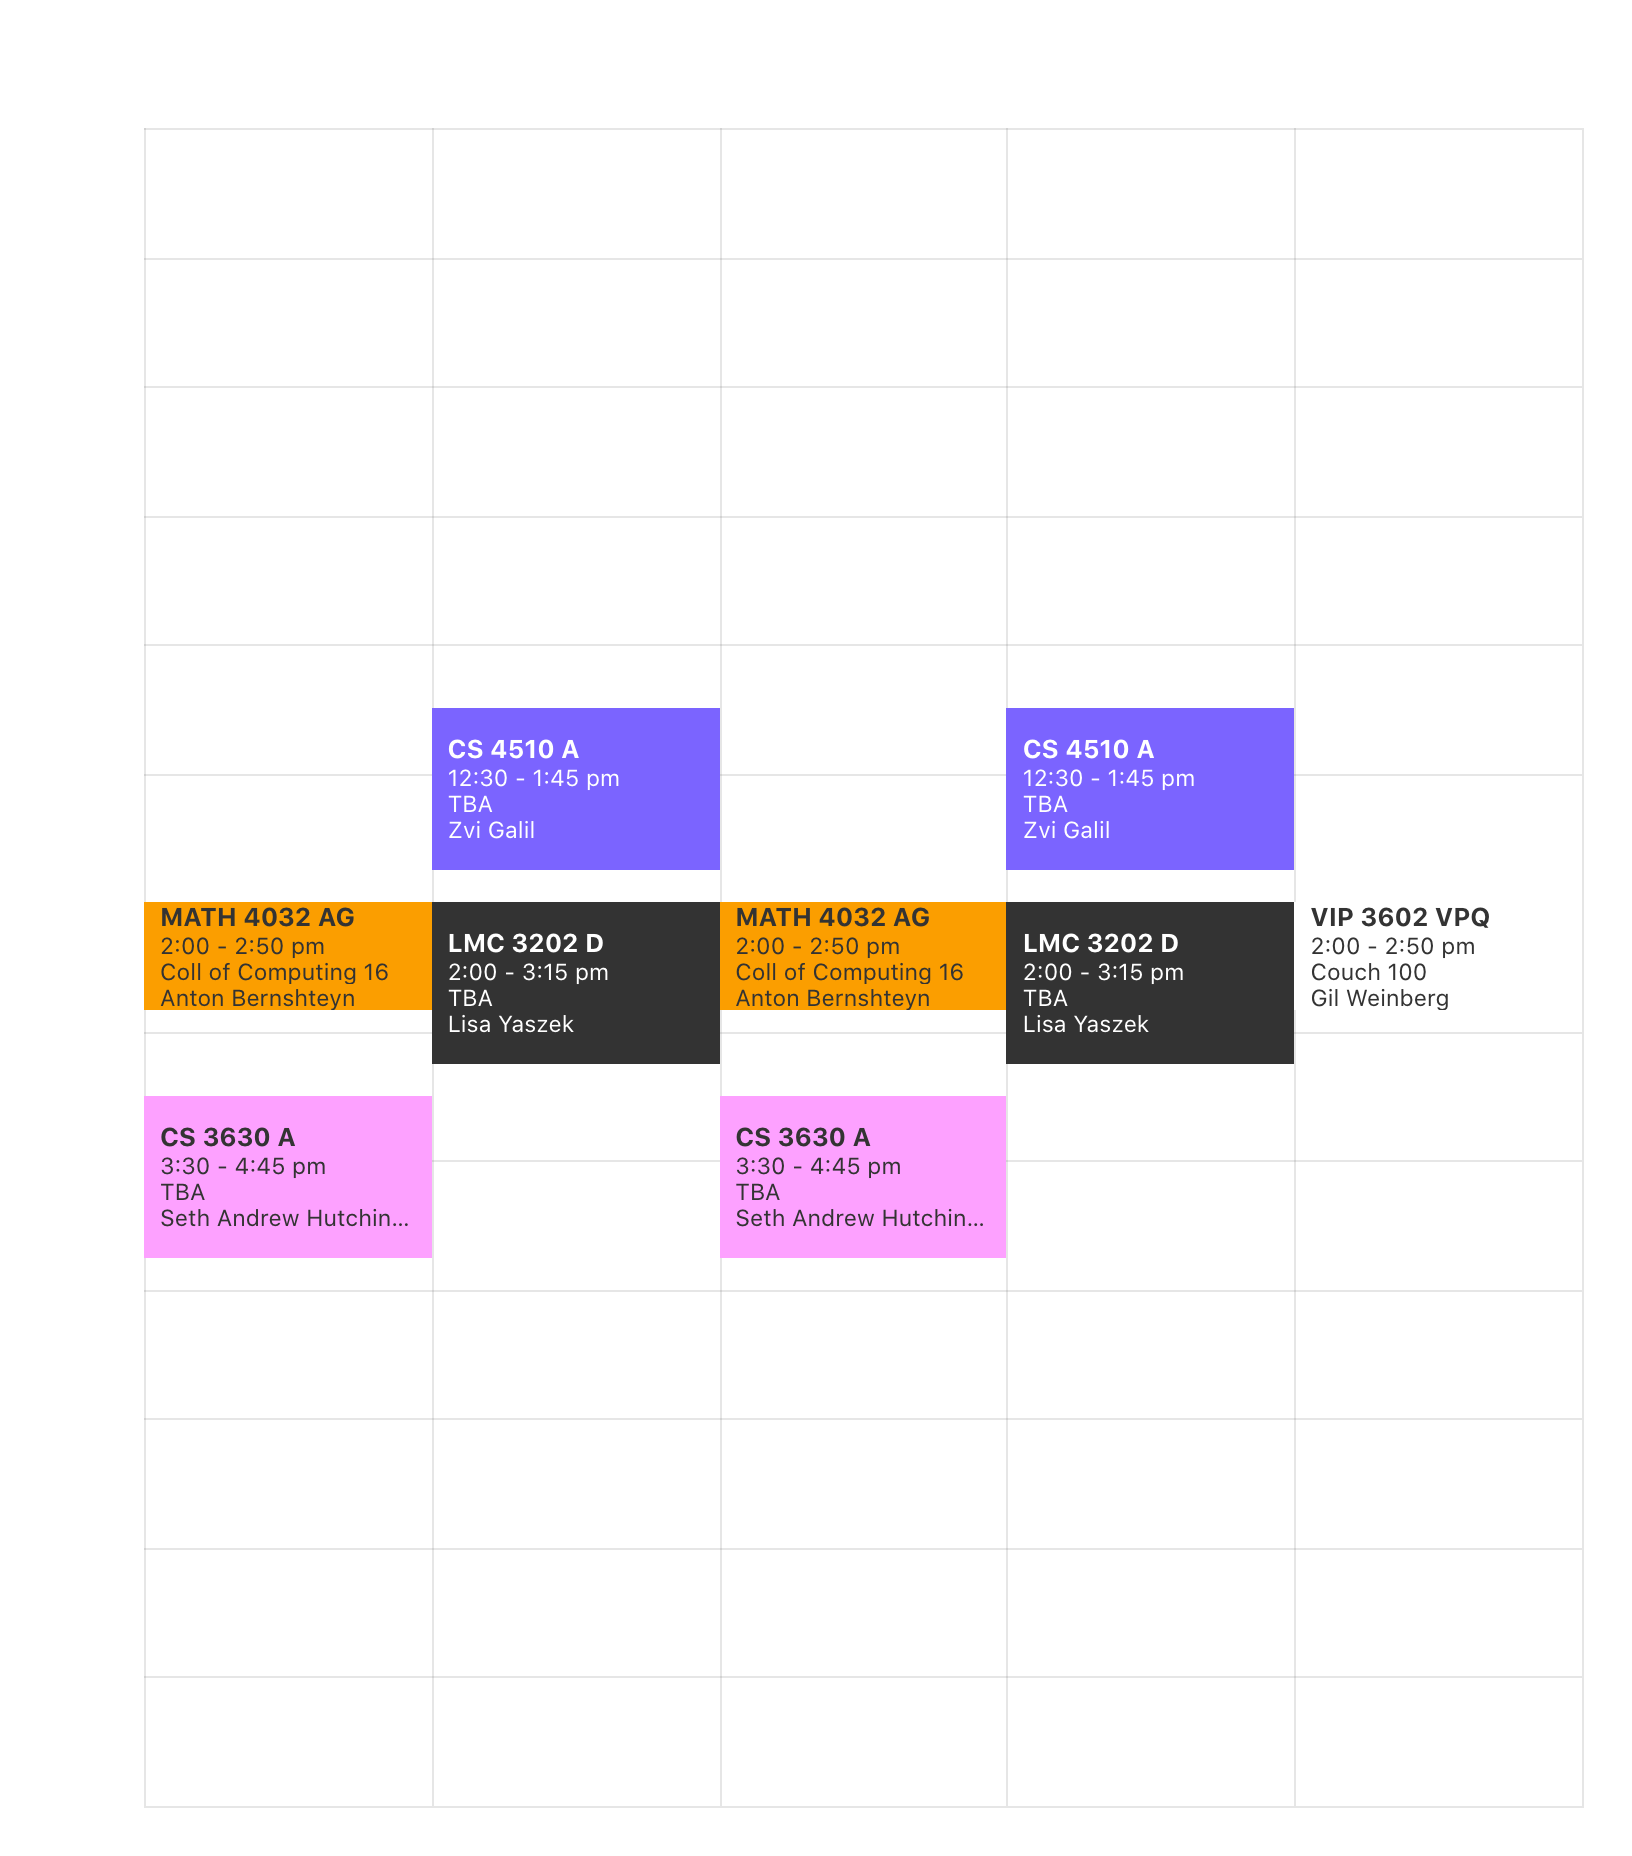 CS 4510 A
12:30 - 1:45 pm
TBA
Zvi Galil
CS 4510 A
12:30 - 1:45 pm
TBA
Zvi Galil
MATH 4032 AG
2:00 - 2:50 pm
Coll of Computing 16
Anton Bernshteyn
LMC 3202 D
2:00 - 3:15 pm
TBA
Lisa Yaszek
MATH 4032 AG
2:00 - 2:50 pm
Coll of Computing 16
Anton Bernshteyn
LMC 3202 D
2:00 - 3:15 pm
TBA
Lisa Yaszek
VIP 3602 VPQ
2:00 - 2:50 pm
Couch 100
Gil Weinberg
CS 3630 A
3:30 - 4:45 pm
TBA
Seth Andrew Hutchin...
CS 3630 A
3:30 - 4:45 pm
TBA
Seth Andrew Hutchin...